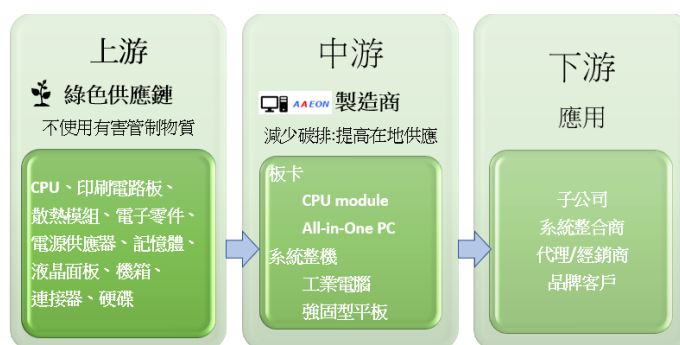 上游
綠色供應鏈
不使用有害管制物質
CPU、印刷電路板、
散熱模組、電子零件、
電源供應器、記憶體、
液晶面板、機箱、
連接器、硬碟
中游
AAEON 製造商
減少碳排:提高在地供應
板卡
CPU module
All-in-One PC
系統整機
工業電腦
強固型平板
下游
應用
子公司
系統整合商
代理/經銷商
品牌客戶